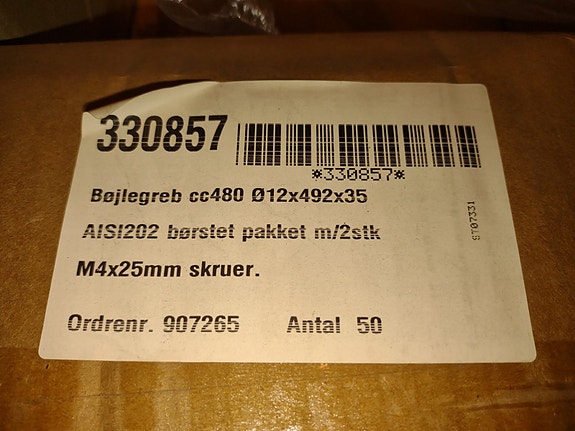 330857
*330857*
Bøjlegreb cc480 Ø12x492x35
AISI202 børstet pakket m/2stk
M4x25mm skruer.
Ordrenr. 907265 Antal 50
ST07331